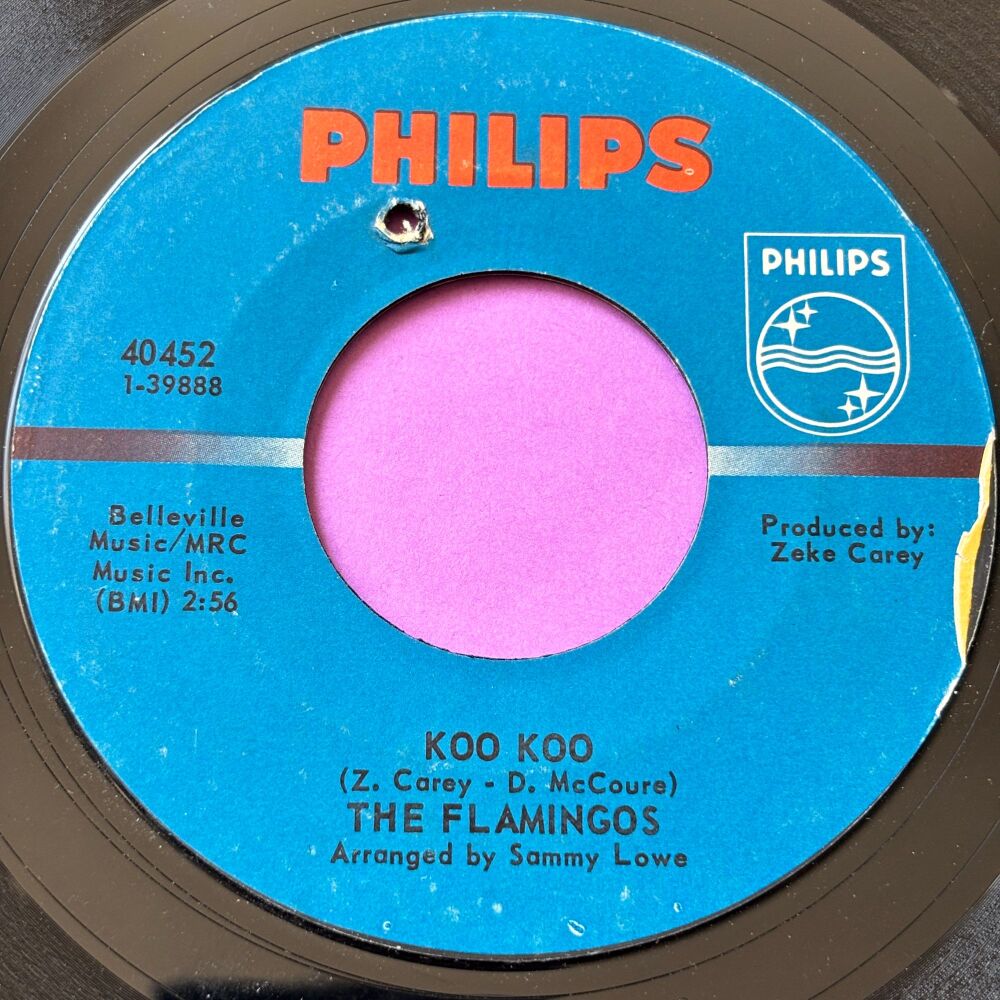 PHILIPS
PHILIPS
40452
1-39888
Belleville
Music/MRC
Music Inc.
(BMI) 2:56
Produced by:
Zeke Carey
KOO KOO
(Z. Carey - D. McCoure)
THE FLAMINGOS
Arranged by Sammy Lowe